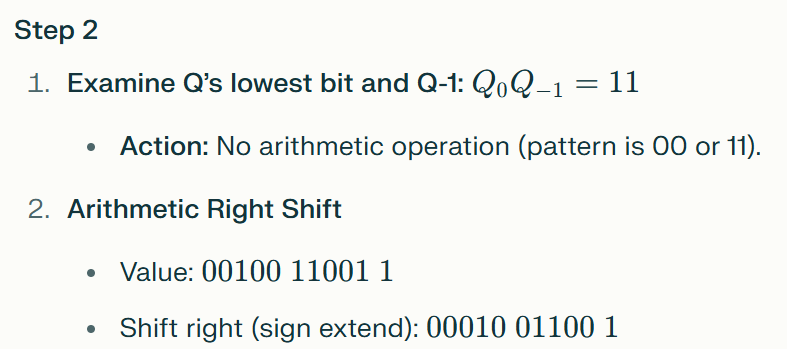 Step 2
1. Examine Q's lowest bit and Q-1: Q₀Q₋₁ = 11
• Action: No arithmetic operation (pattern is 00 or 11).
2. Arithmetic Right Shift
• Value: 00100 11001 1
• Shift right (sign extend): 00010 01100 1